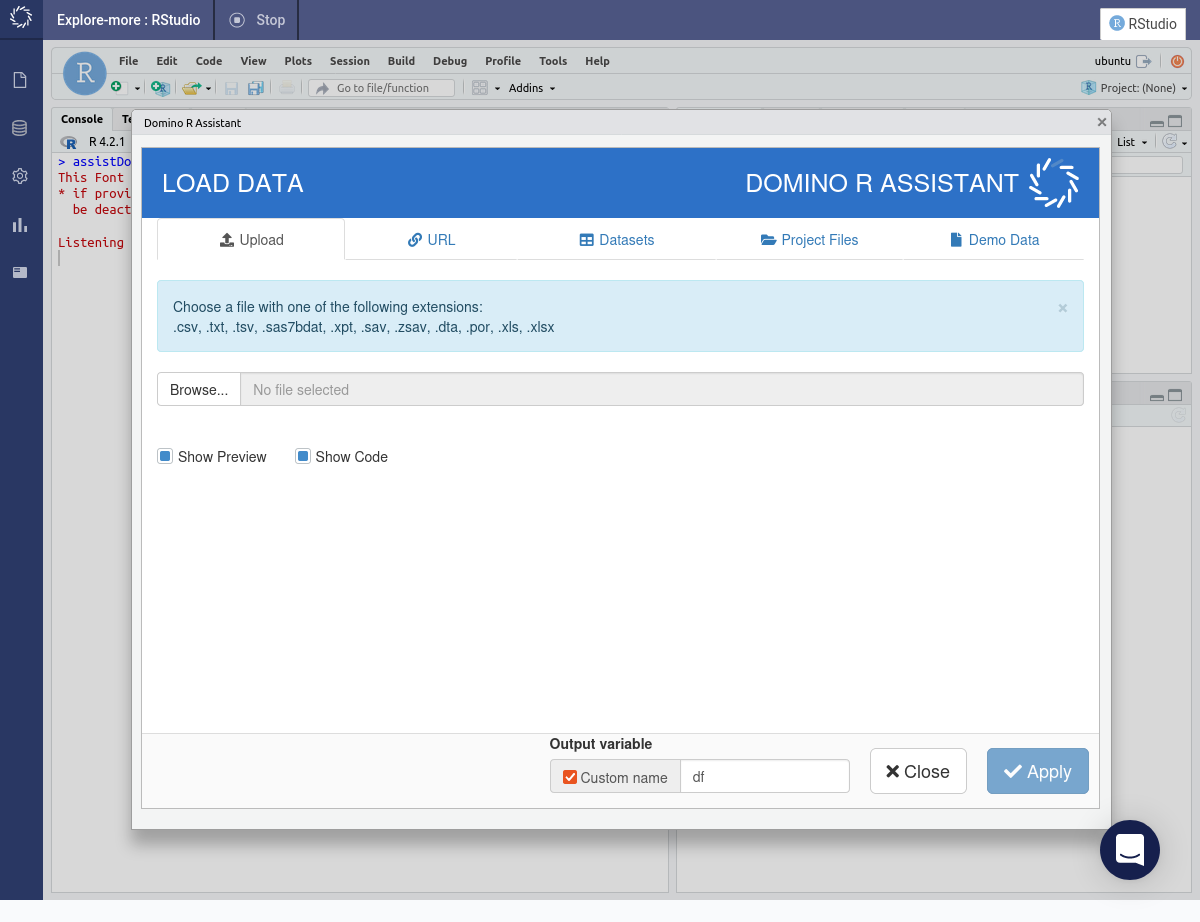 Explore-more : RStudio
Stop
R RStudio
R
File Edit Code View Plots Session Build Debug Profile Tools Help
ubuntu
Go to file/function
Addins
Project: (None)
Console
R 4.2.1
List
> assistDo
This Font
* if provi
be deact
Listening
Domino R Assistant
LOAD DATA
DOMINO R ASSISTANT
Upload
URL
Datasets
Project Files
Demo Data
Choose a file with one of the following extensions:
.csv, .txt, .tsv, .sas7bdat, .xpt, .sav, .zsav, .dta, .por, .xls, .xlsx
Browse... No file selected
Show Preview Show Code
Output variable
Custom name df
Close
Apply